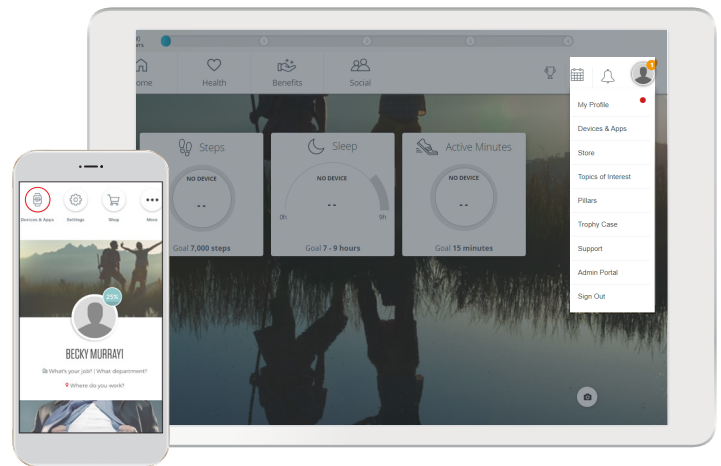 ome
Health
Benefits
Social
1
My Profile
Devices & Apps
Store
Topics of Interest
Pillars
Trophy Case
Support
Admin Portal
Sign Out
Steps
NO DEVICE
--
Goal 7,000 steps
Sleep
NO DEVICE
--
0h
9h
Goal 7 - 9 hours
Active Minutes
NO DEVICE
--
Goal 15 minutes
Devices & Apps
Settings
Shop
More
25%
BECKY MURRAYI
What's your job? | What department?
Where do you work?